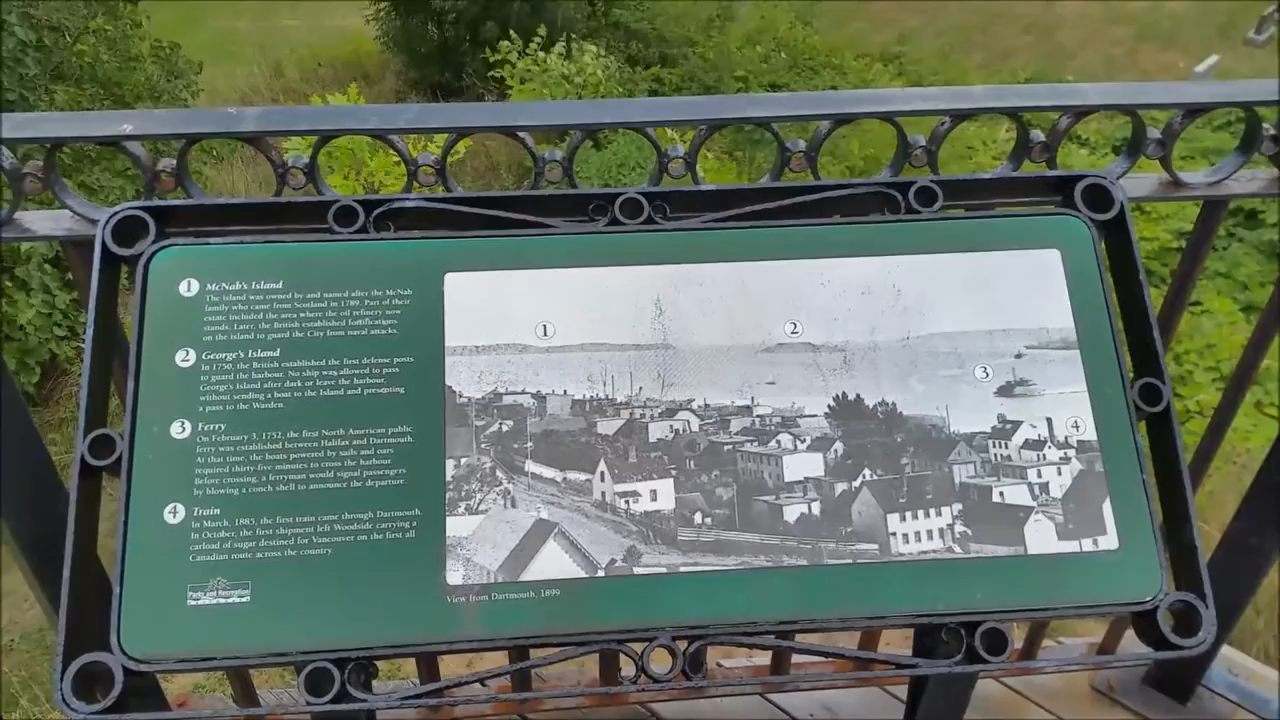 1 McNab's Island
The island was owned by and named after the McNab
family who came from Scotland in 1789. Part of their
estate included the area where the oil refinery now
stands. Later, the British established fortifications
on the island to guard the City from naval attacks.
2 George's Island
In 1750, the British established the first defense posts
to guard the harbour. No ship was allowed to pass
George's Island after dark or leave the harbour,
without sending a boat to the Island and presenting
a pass to the Warden.
3 Ferry
On February 3, 1752, the first North American public
ferry was established between Halifax and Dartmouth.
At that time, the boats powered by sails and oars
required thirty-five minutes to cross the harbour.
Before crossing, a ferryman would signal passengers
by blowing a conch shell to announce the departure.
4 Train
In March, 1885, the first train came through Dartmouth.
In October, the first shipment left Woodside carrying a
carload of sugar destined for Vancouver on the first all
Canadian route across the country.
Parks and Recreation
1
2
3
4
View from Dartmouth, 1899